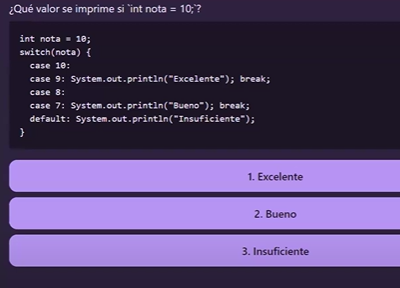 ¿Qué valor se imprime si `int nota = 10;`?
int nota = 10;
switch(nota) {
  case 10:
  case 9: System.out.println("Excelente"); break;
  case 8:
  case 7: System.out.println("Bueno"); break;
  default: System.out.println("Insuficiente");
}
1. Excelente
2. Bueno
3. Insuficiente